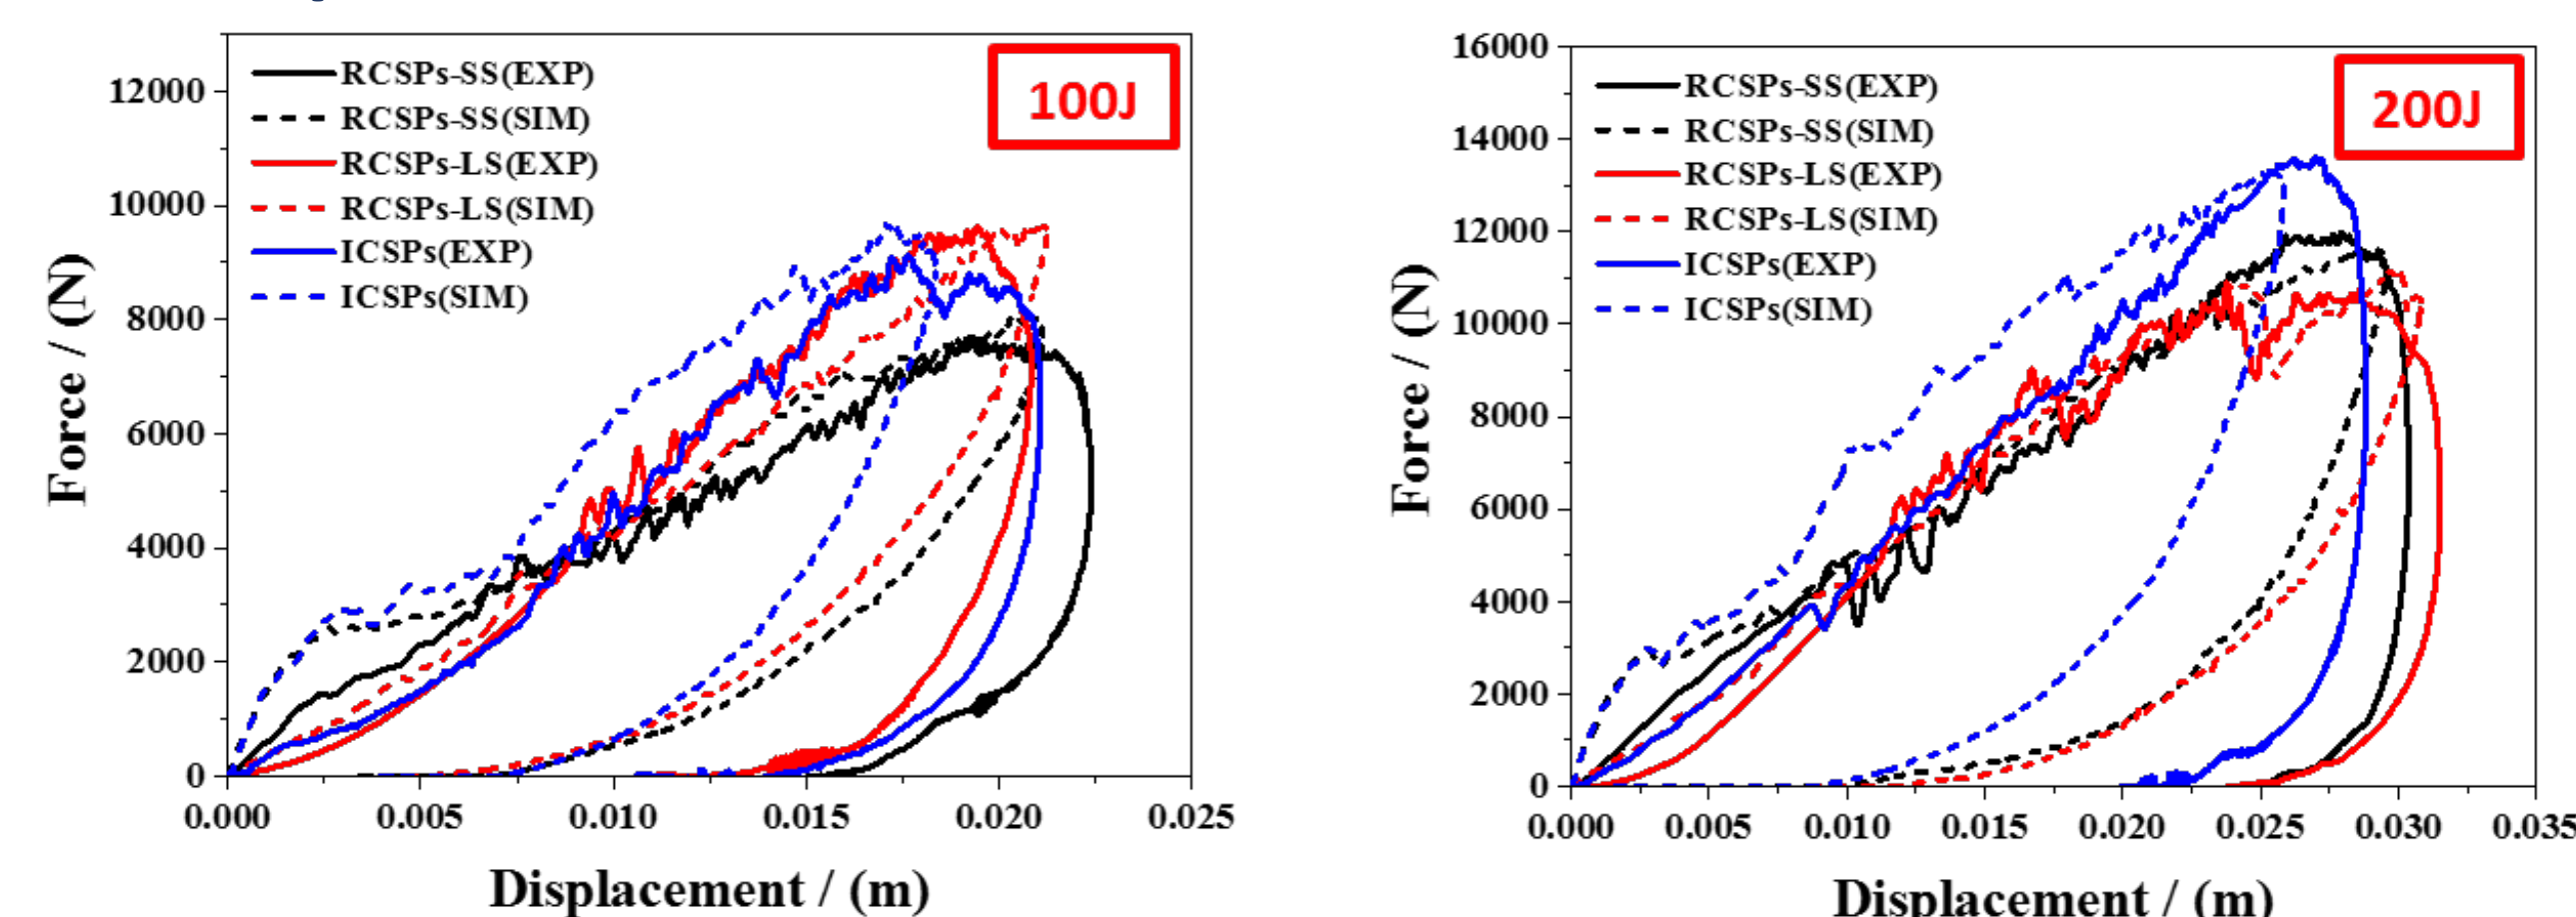 RCSPs-SS(EXP)
RCSPs-SS(SIM)
RCSPs-LS(EXP)
RCSPs-LS(SIM)
ICSPs(EXP)
ICSPs(SIM)
100J
12000
10000
8000
6000
4000
2000
0
Force / (N)
0.000 0.005 0.010 0.015 0.020 0.025
Displacement / (m)
RCSPs-SS(EXP)
RCSPs-SS(SIM)
RCSPs-LS(EXP)
RCSPs-LS(SIM)
ICSPs(EXP)
ICSPs(SIM)
200J
16000
14000
12000
10000
8000
6000
4000
2000
0
Force / (N)
0.000 0.005 0.010 0.015 0.020 0.025 0.030 0.035
Displacement / (m)